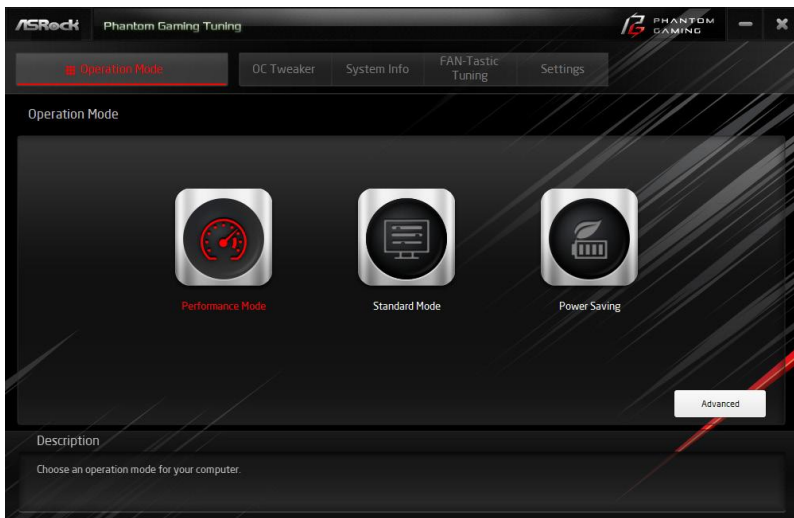 ASRock
Phantom Gaming Tuning
PHANTOM
GAMING
Operation Mode
OC Tweaker
System Info
FAN-Tastic
Tuning
Settings
Operation Mode
Performance Mode
Standard Mode
Power Saving
Advanced
Description
Choose an operation mode for your computer.